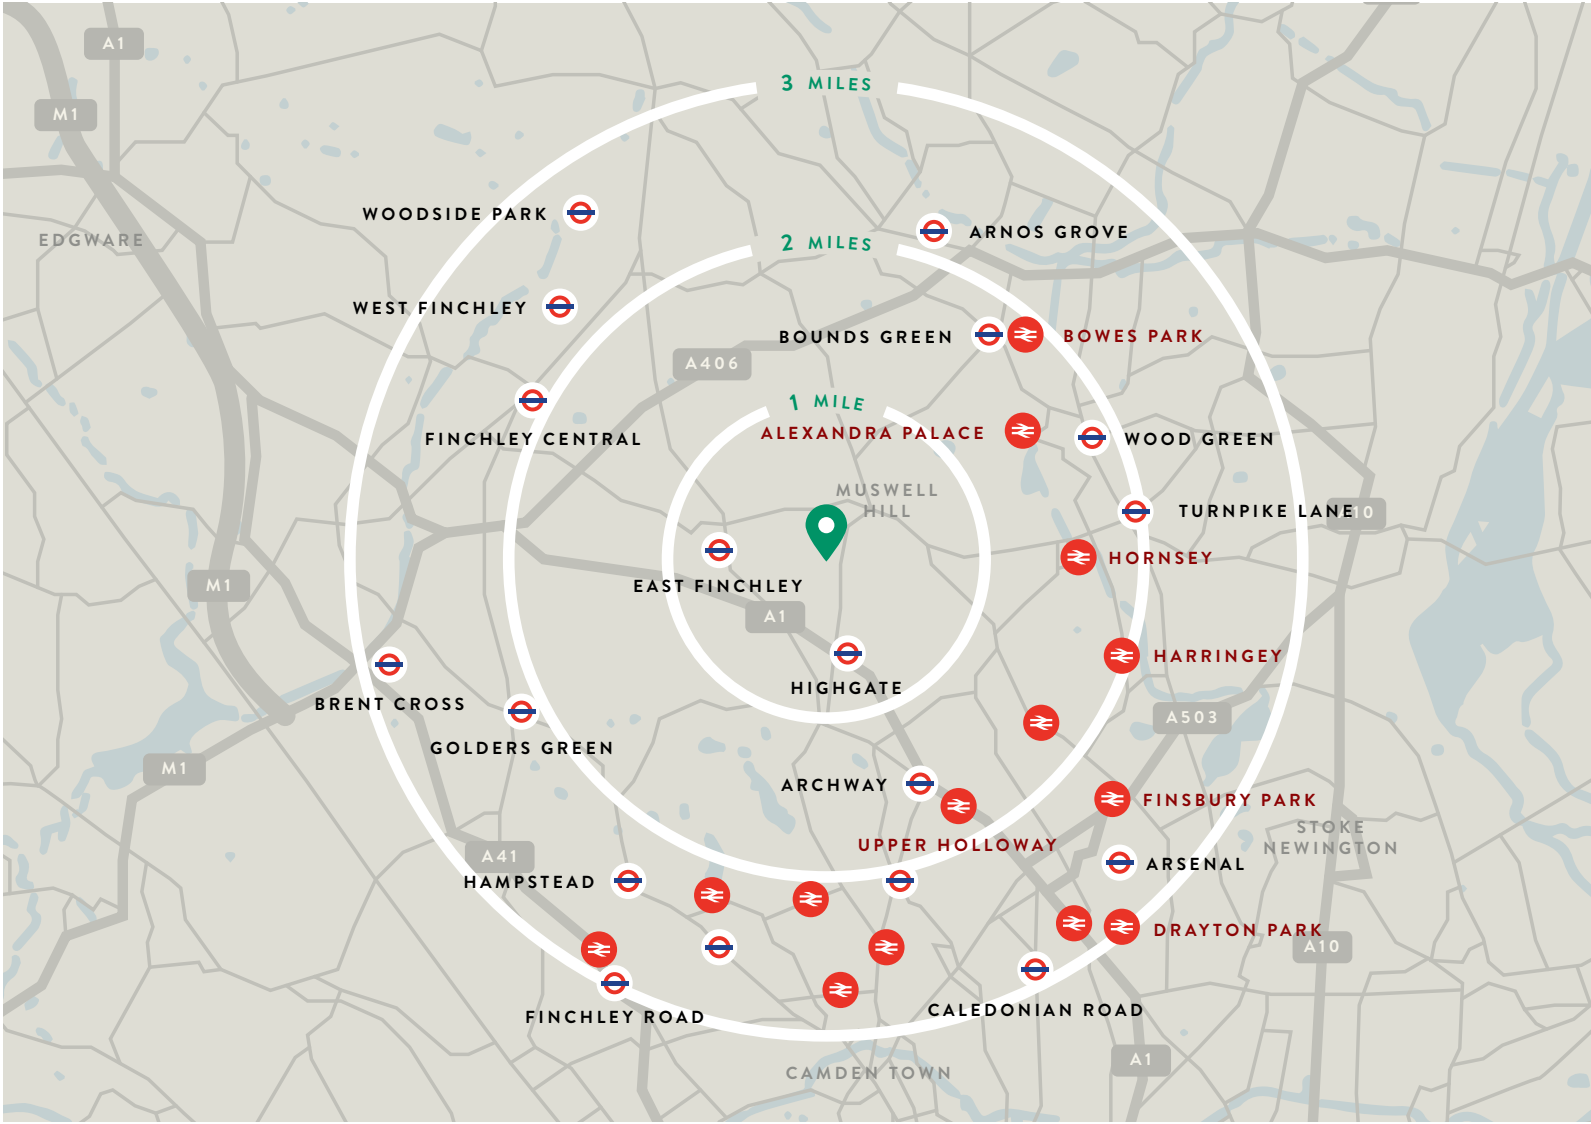 A1
3 MILES
M1
WOODSIDE PARK
ARNOS GROVE
EDGWARE
2 MILES
WEST FINCHLEY
BOUNDS GREEN
BOWES PARK
A406
1 MILE
ALEXANDRA PALACE
FINCHLEY CENTRAL
WOOD GREEN
MUSWELL
HILL
TURNPIKE LANE
10
EAST FINCHLEY
HORNSEY
M1
A1
HARRINGEY
HIGHGATE
BRENT CROSS
A503
GOLDERS GREEN
M1
ARCHWAY
FINSBURY PARK
STOKE
NEWINGTON
UPPER HOLLOWAY
A41
ARSENAL
HAMPSTEAD
DRAYTON PARK
A10
CALEDONIAN ROAD
FINCHLEY ROAD
A1
CAMDEN TOWN